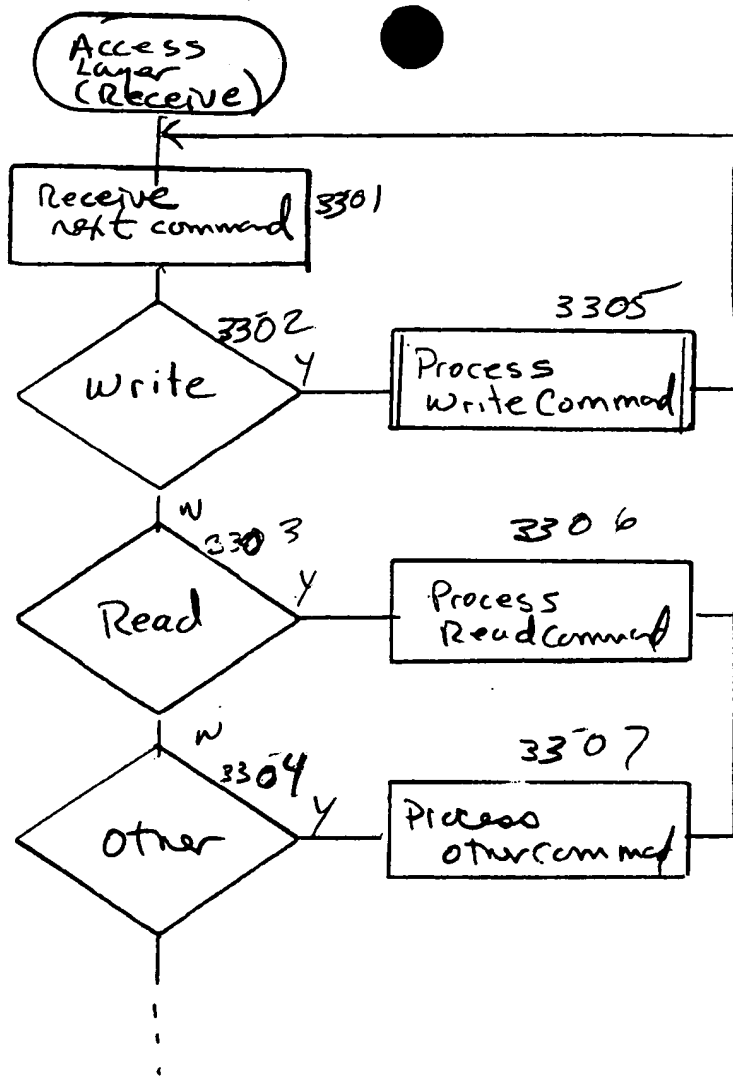 Access
Layer
(Receive)
Receive
next command
3301
3302
Write
Y
3305
Process
Write Command
N
3303
Read
Y
3306
Process
Read Command
N
3304
Other
Y
3307
Process
Other Command